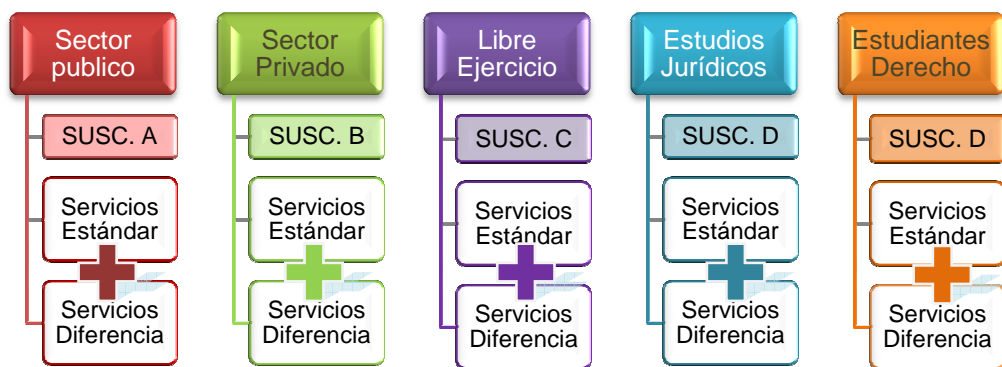 Sector
publico
SUSC. A
Servicios
Estándar
Servicios
Diferencia
Sector
Privado
SUSC. B
Servicios
Estándar
Servicios
Diferencia
Libre
Ejercicio
SUSC. C
Servicios
Estándar
Servicios
Diferencia
Estudios
Jurídicos
SUSC. D
Servicios
Estándar
Servicios
Diferencia
Estudiantes
Derecho
SUSC. D
Servicios
Estándar
Servicios
Diferencia